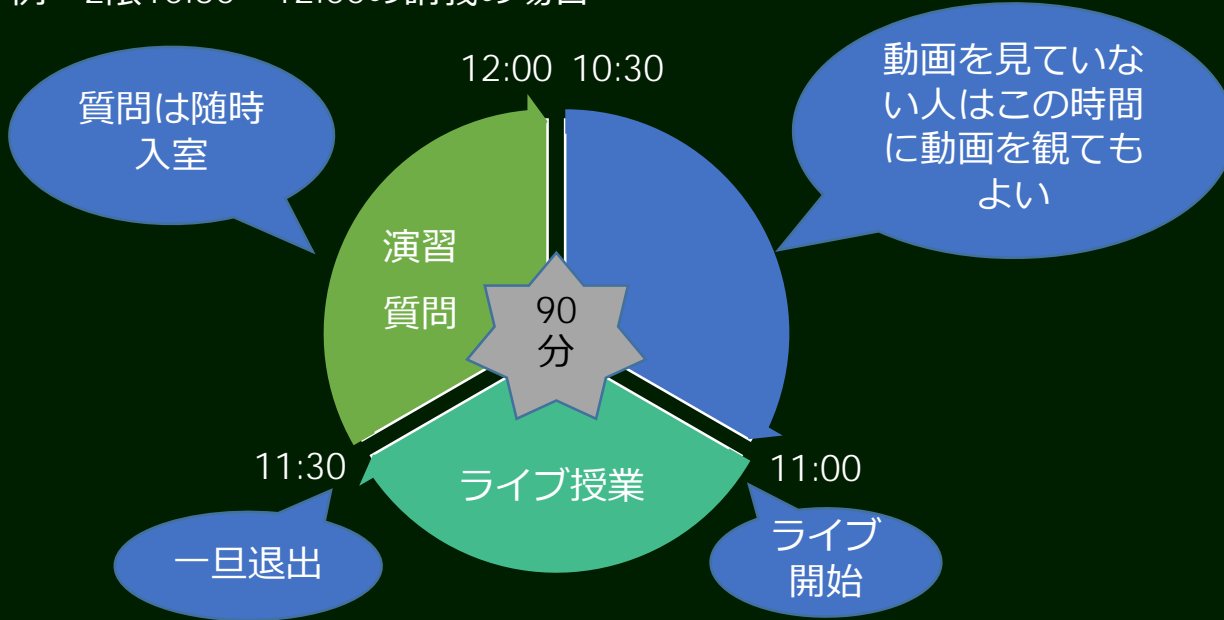 12:00 10:30
質問は随時
入室
動画を見ていな
い人はこの時間
に動画を観ても
よい
演習
質問
90
分
11:30
ライブ授業
11:00
一旦退出
ライブ
開始